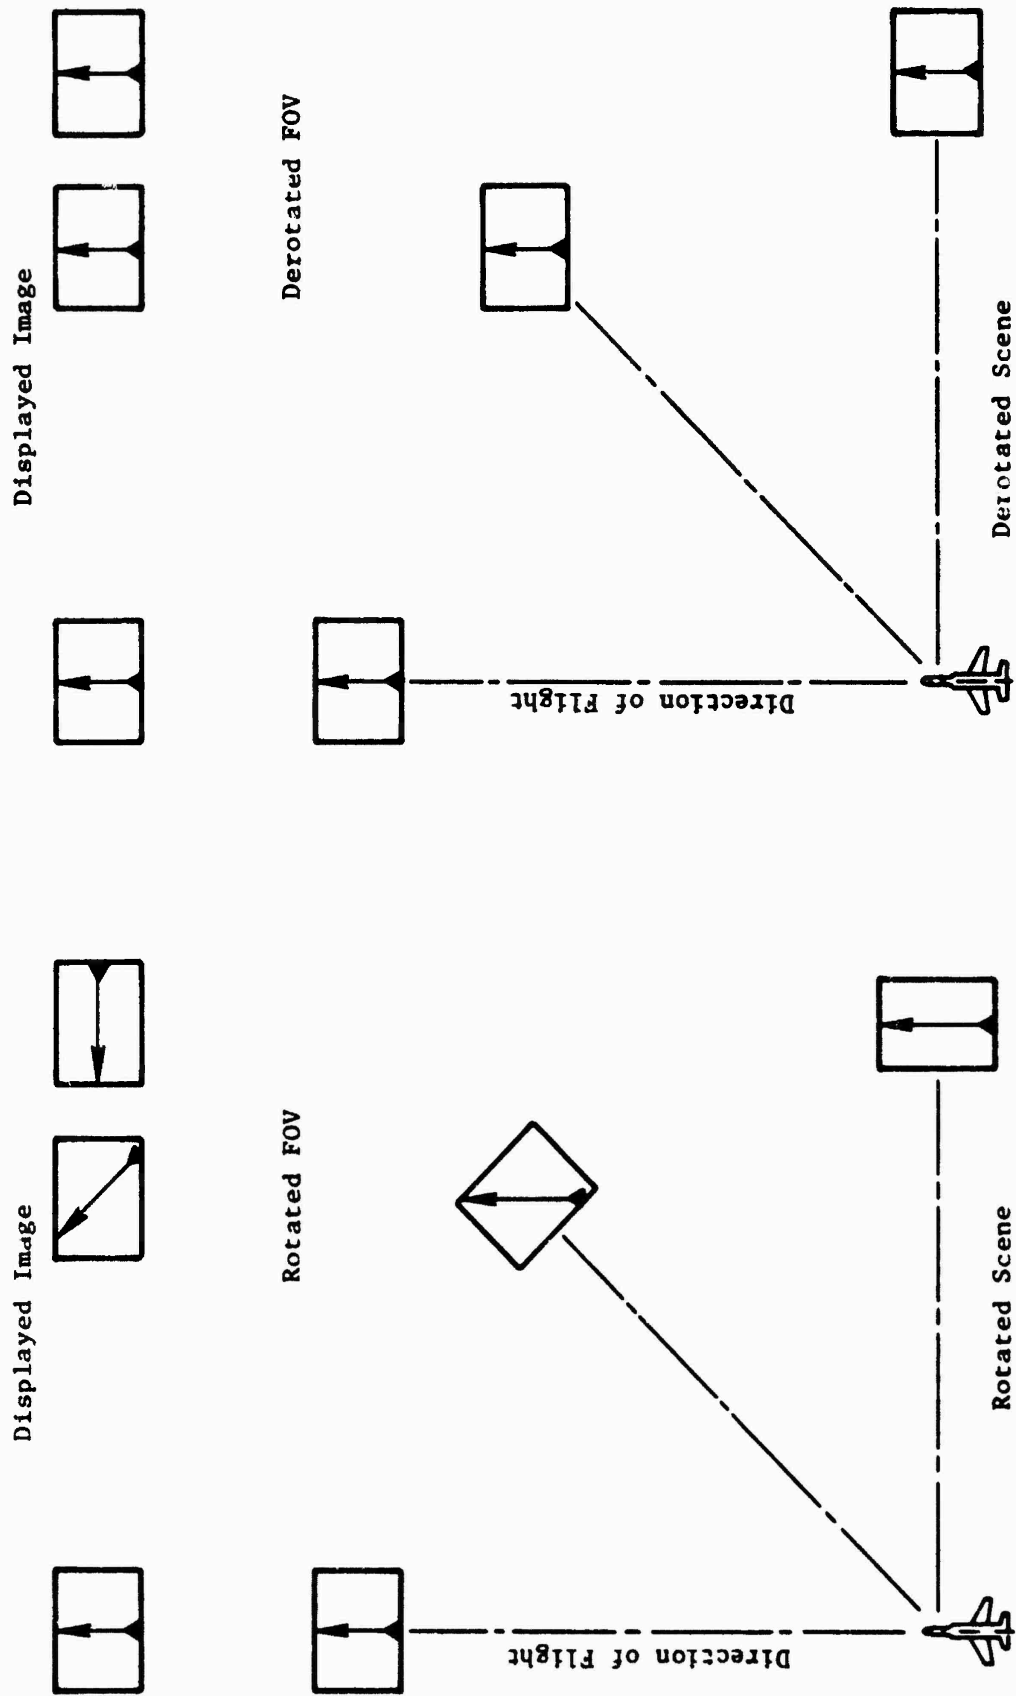 Displayed Image
Derotated FOV
Direction of Flight
Derotated Scene
Displayed Image
Rotated FOV
Direction of Flight
Rotated Scene